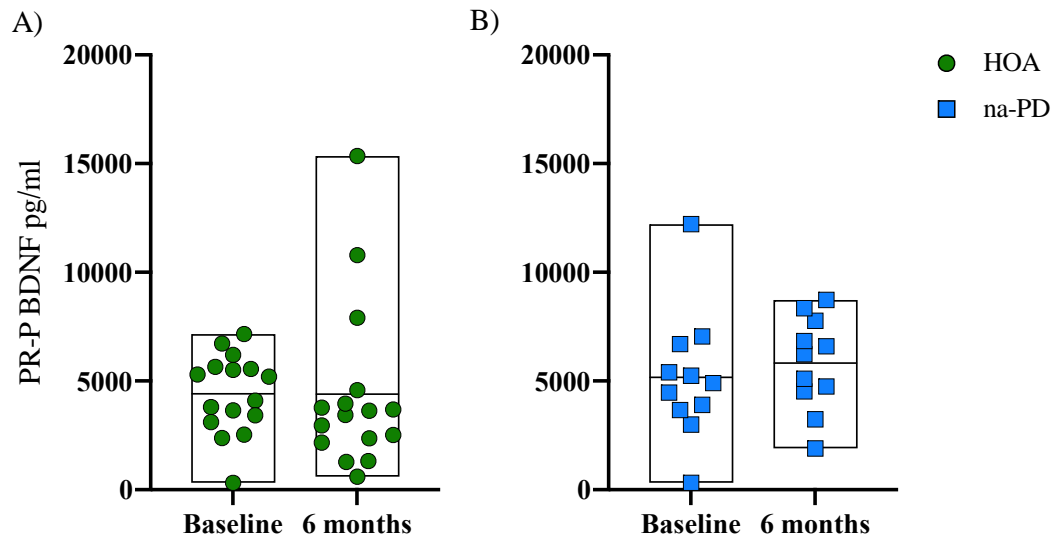 A)
PR-P BDNF pg/ml
20000
15000
10000
5000
0
Baseline
6 months
B)
20000
15000
10000
5000
0
Baseline
6 months
HOA
na-PD